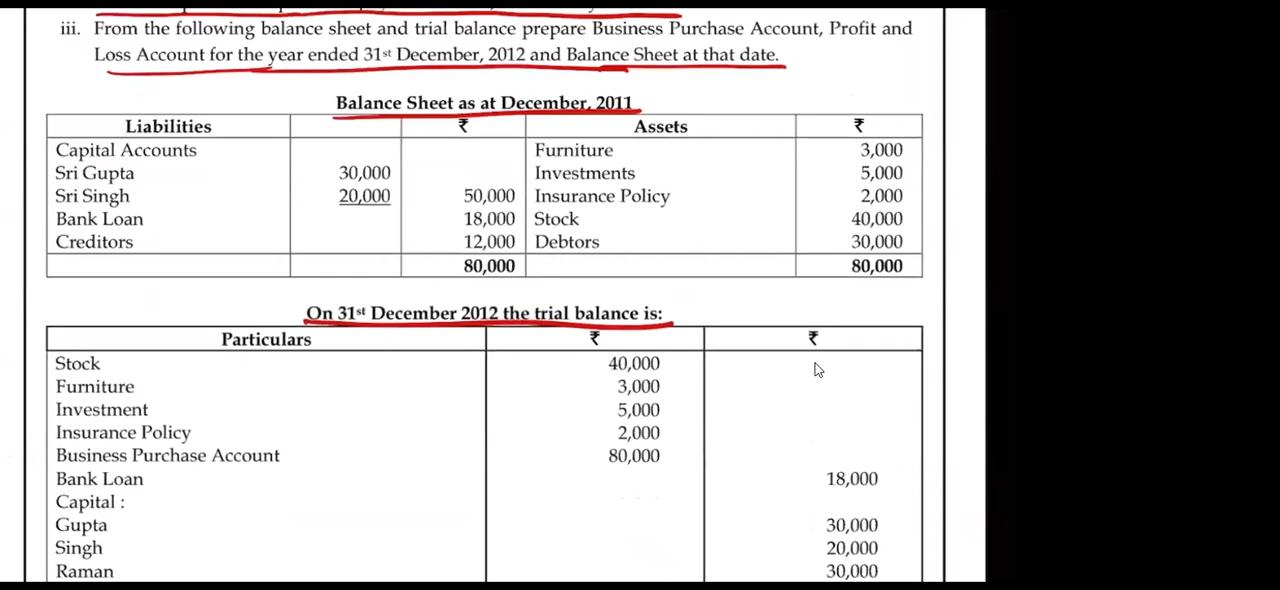 iii. From the following balance sheet and trial balance prepare Business Purchase Account, Profit and
Loss Account for the year ended 31st December, 2012 and Balance Sheet at that date.
Balance Sheet as at December, 2011
Liabilities ₹ Assets ₹
Capital Accounts Furniture 3,000
Sri Gupta 30,000 Investments 5,000
Sri Singh 20,000 50,000 Insurance Policy 2,000
Bank Loan 18,000 Stock 40,000
Creditors 12,000 Debtors 30,000
80,000 80,000
On 31st December 2012 the trial balance is:
Particulars ₹ ₹
Stock 40,000
Furniture 3,000
Investment 5,000
Insurance Policy 2,000
Business Purchase Account 80,000
Bank Loan 18,000
Capital :
Gupta 30,000
Singh 20,000
Raman 30,000